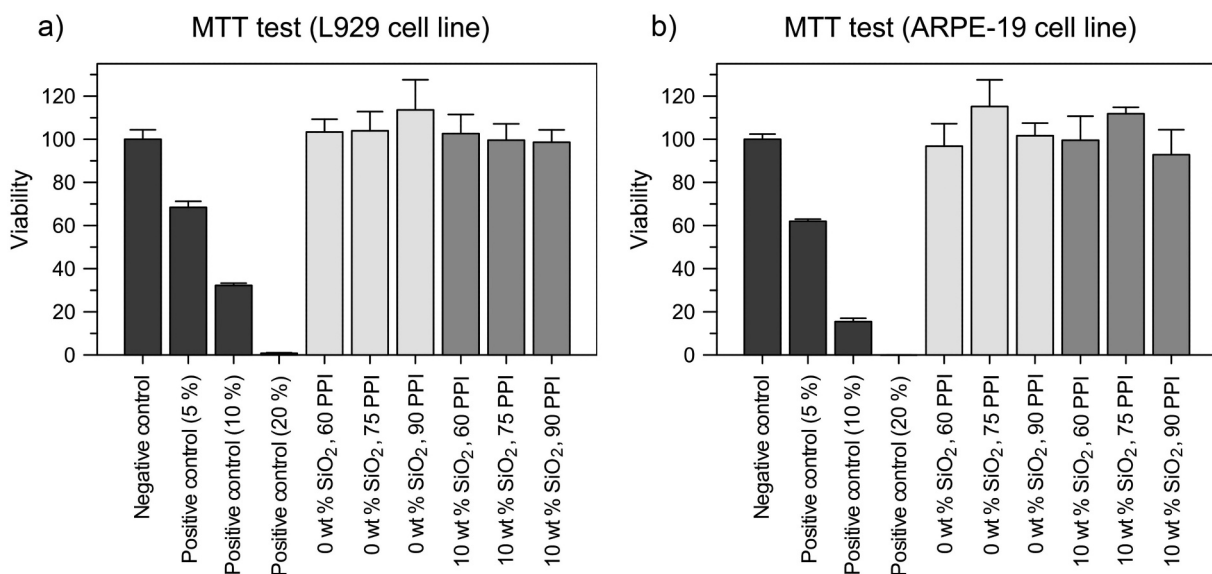 a) MTT test (L929 cell line)
Viability
120
100
80
60
40
20
0
Negative control
Positive control (5 %)
Positive control (10 %)
Positive control (20 %)
0 wt % SiO₂, 60 PPI
0 wt % SiO₂, 75 PPI
0 wt % SiO₂, 90 PPI
10 wt % SiO₂, 60 PPI
10 wt % SiO₂, 75 PPI
10 wt % SiO₂, 90 PPI
b) MTT test (ARPE-19 cell line)
Viability
120
100
80
60
40
20
0
Negative control
Positive control (5 %)
Positive control (10 %)
Positive control (20 %)
0 wt % SiO₂, 60 PPI
0 wt % SiO₂, 75 PPI
0 wt % SiO₂, 90 PPI
10 wt % SiO₂, 60 PPI
10 wt % SiO₂, 75 PPI
10 wt % SiO₂, 90 PPI